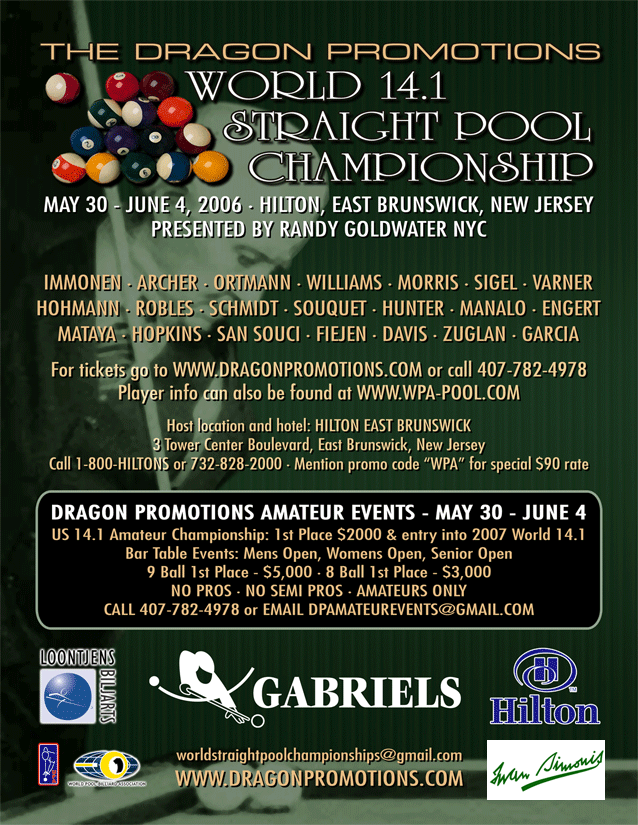 THE DRAGON PROMOTIONS
WORLD 14.1
STRAIGHT POOL
CHAMPIONSHIP
MAY 30 - JUNE 4, 2006 · HILTON, EAST BRUNSWICK, NEW JERSEY
PRESENTED BY RANDY GOLDWATER NYC
IMMONEN · ARCHER · ORTMANN · WILLIAMS · MORRIS · SIGEL · VARNER
HOHMANN · ROBLES · SCHMIDT · SOUQUET · HUNTER · MANALO · ENGERT
MATAYA · HOPKINS · SAN SOUCI · FIEJEN · DAVIS · ZUGLAN · GARCIA
For tickets go to WWW.DRAGONPROMOTIONS.COM or call 407-782-4978
Player info can also be found at WWW.WPA-POOL.COM
Host location and hotel: HILTON EAST BRUNSWICK
3 Tower Center Boulevard, East Brunswick, New Jersey
Call 1-800-HILTONS or 732-828-2000 · Mention promo code “WPA” for special $90 rate
DRAGON PROMOTIONS AMATEUR EVENTS - MAY 30 - JUNE 4
US 14.1 Amateur Championship: 1st Place $2000 & entry into 2007 World 14.1
Bar Table Events: Mens Open, Womens Open, Senior Open
9 Ball 1st Place - $5,000 · 8 Ball 1st Place - $3,000
NO PROS · NO SEMI PROS · AMATEURS ONLY
CALL 407-782-4978 or EMAIL DPAMATEUREVENTS@GMAIL.COM
LOONTJENS
BILJARTS
GABRIELS
Hilton
TM
WORLD POOL-BILLIARD ASSOCIATION
worldstraightpoolchampionships@gmail.com
WWW.DRAGONPROMOTIONS.COM
Iwan Simonis